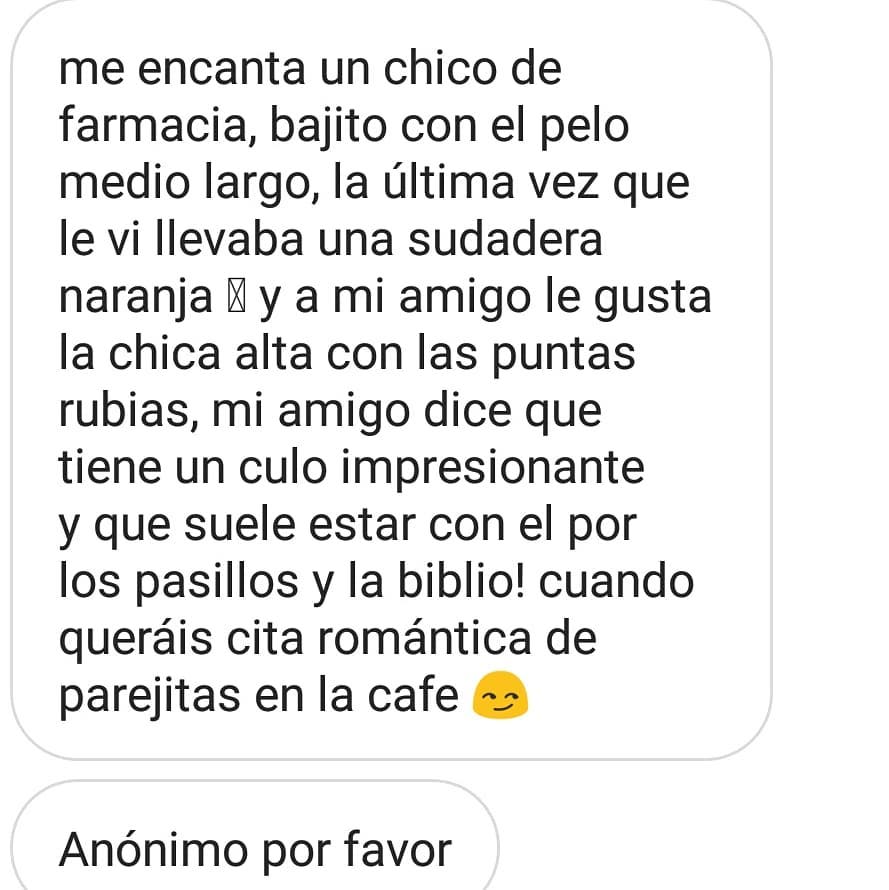 me encanta un chico de
farmacia, bajito con el pelo
medio largo, la última vez que
le vi llevaba una sudadera
naranja y a mi amigo le gusta
la chica alta con las puntas
rubias, mi amigo dice que
tiene un culo impresionante
y que suele estar con el por
los pasillos y la biblio! cuando
queráis cita romántica de
parejitas en la cafe 😏
Anónimo por favor